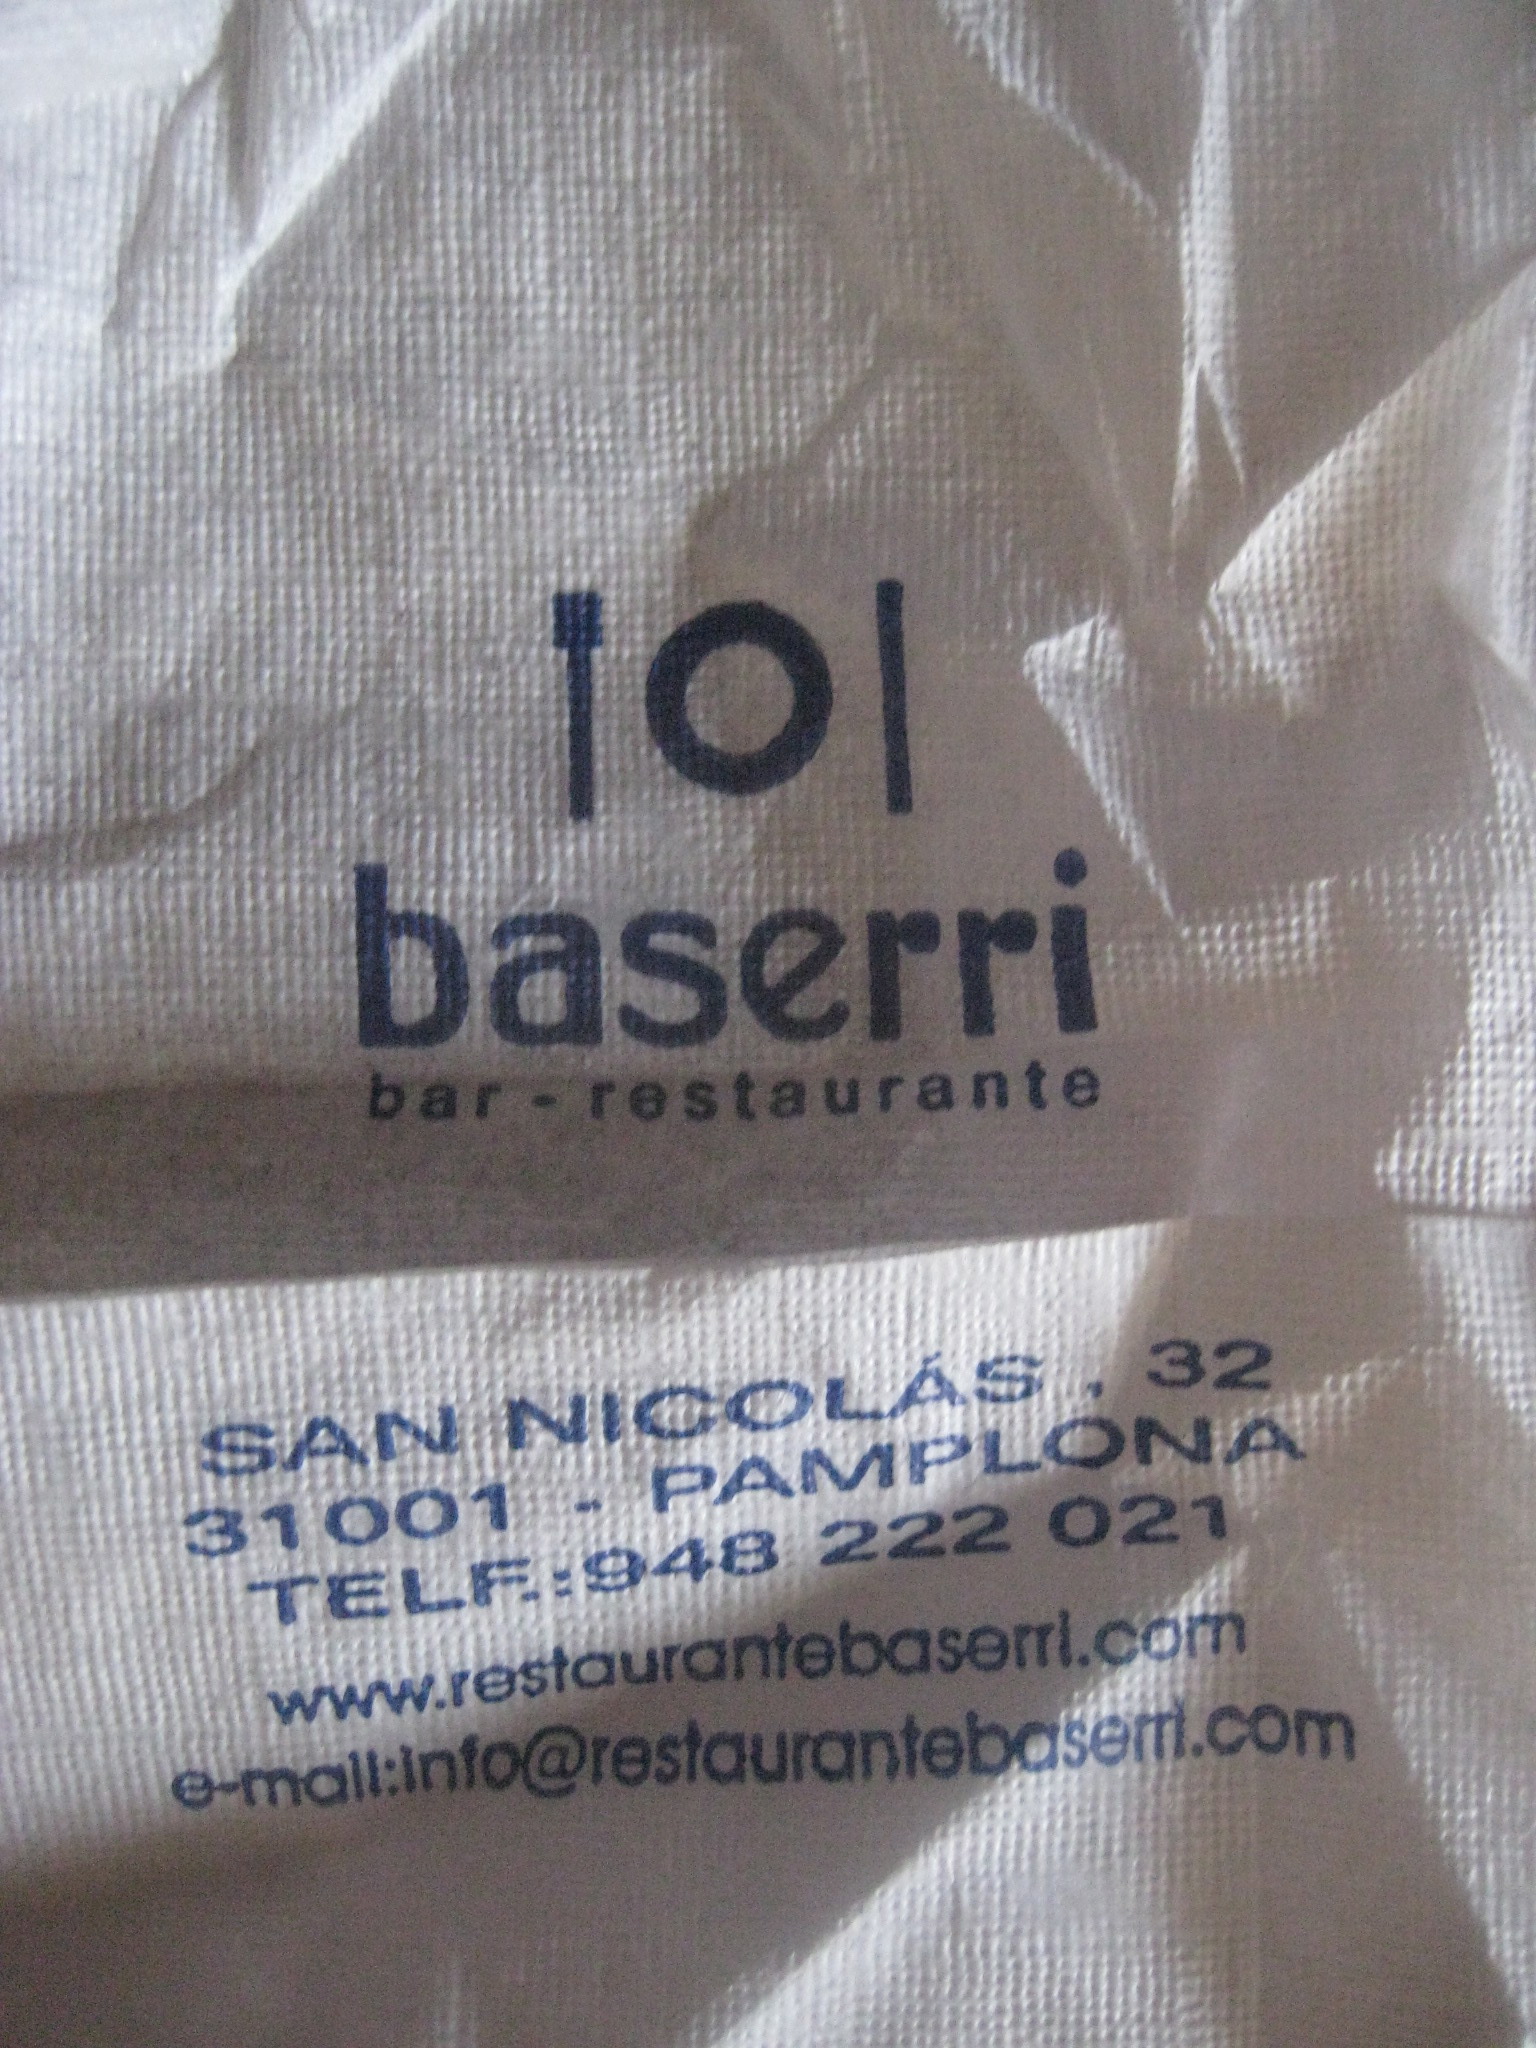 baserri
bar - restaurante
SAN NICOLÁS , 32
31001 - PAMPLONA
TELF.:948 222 021
www.restaurantebaserri.com
e-mail:info@restaurantebaserri.com